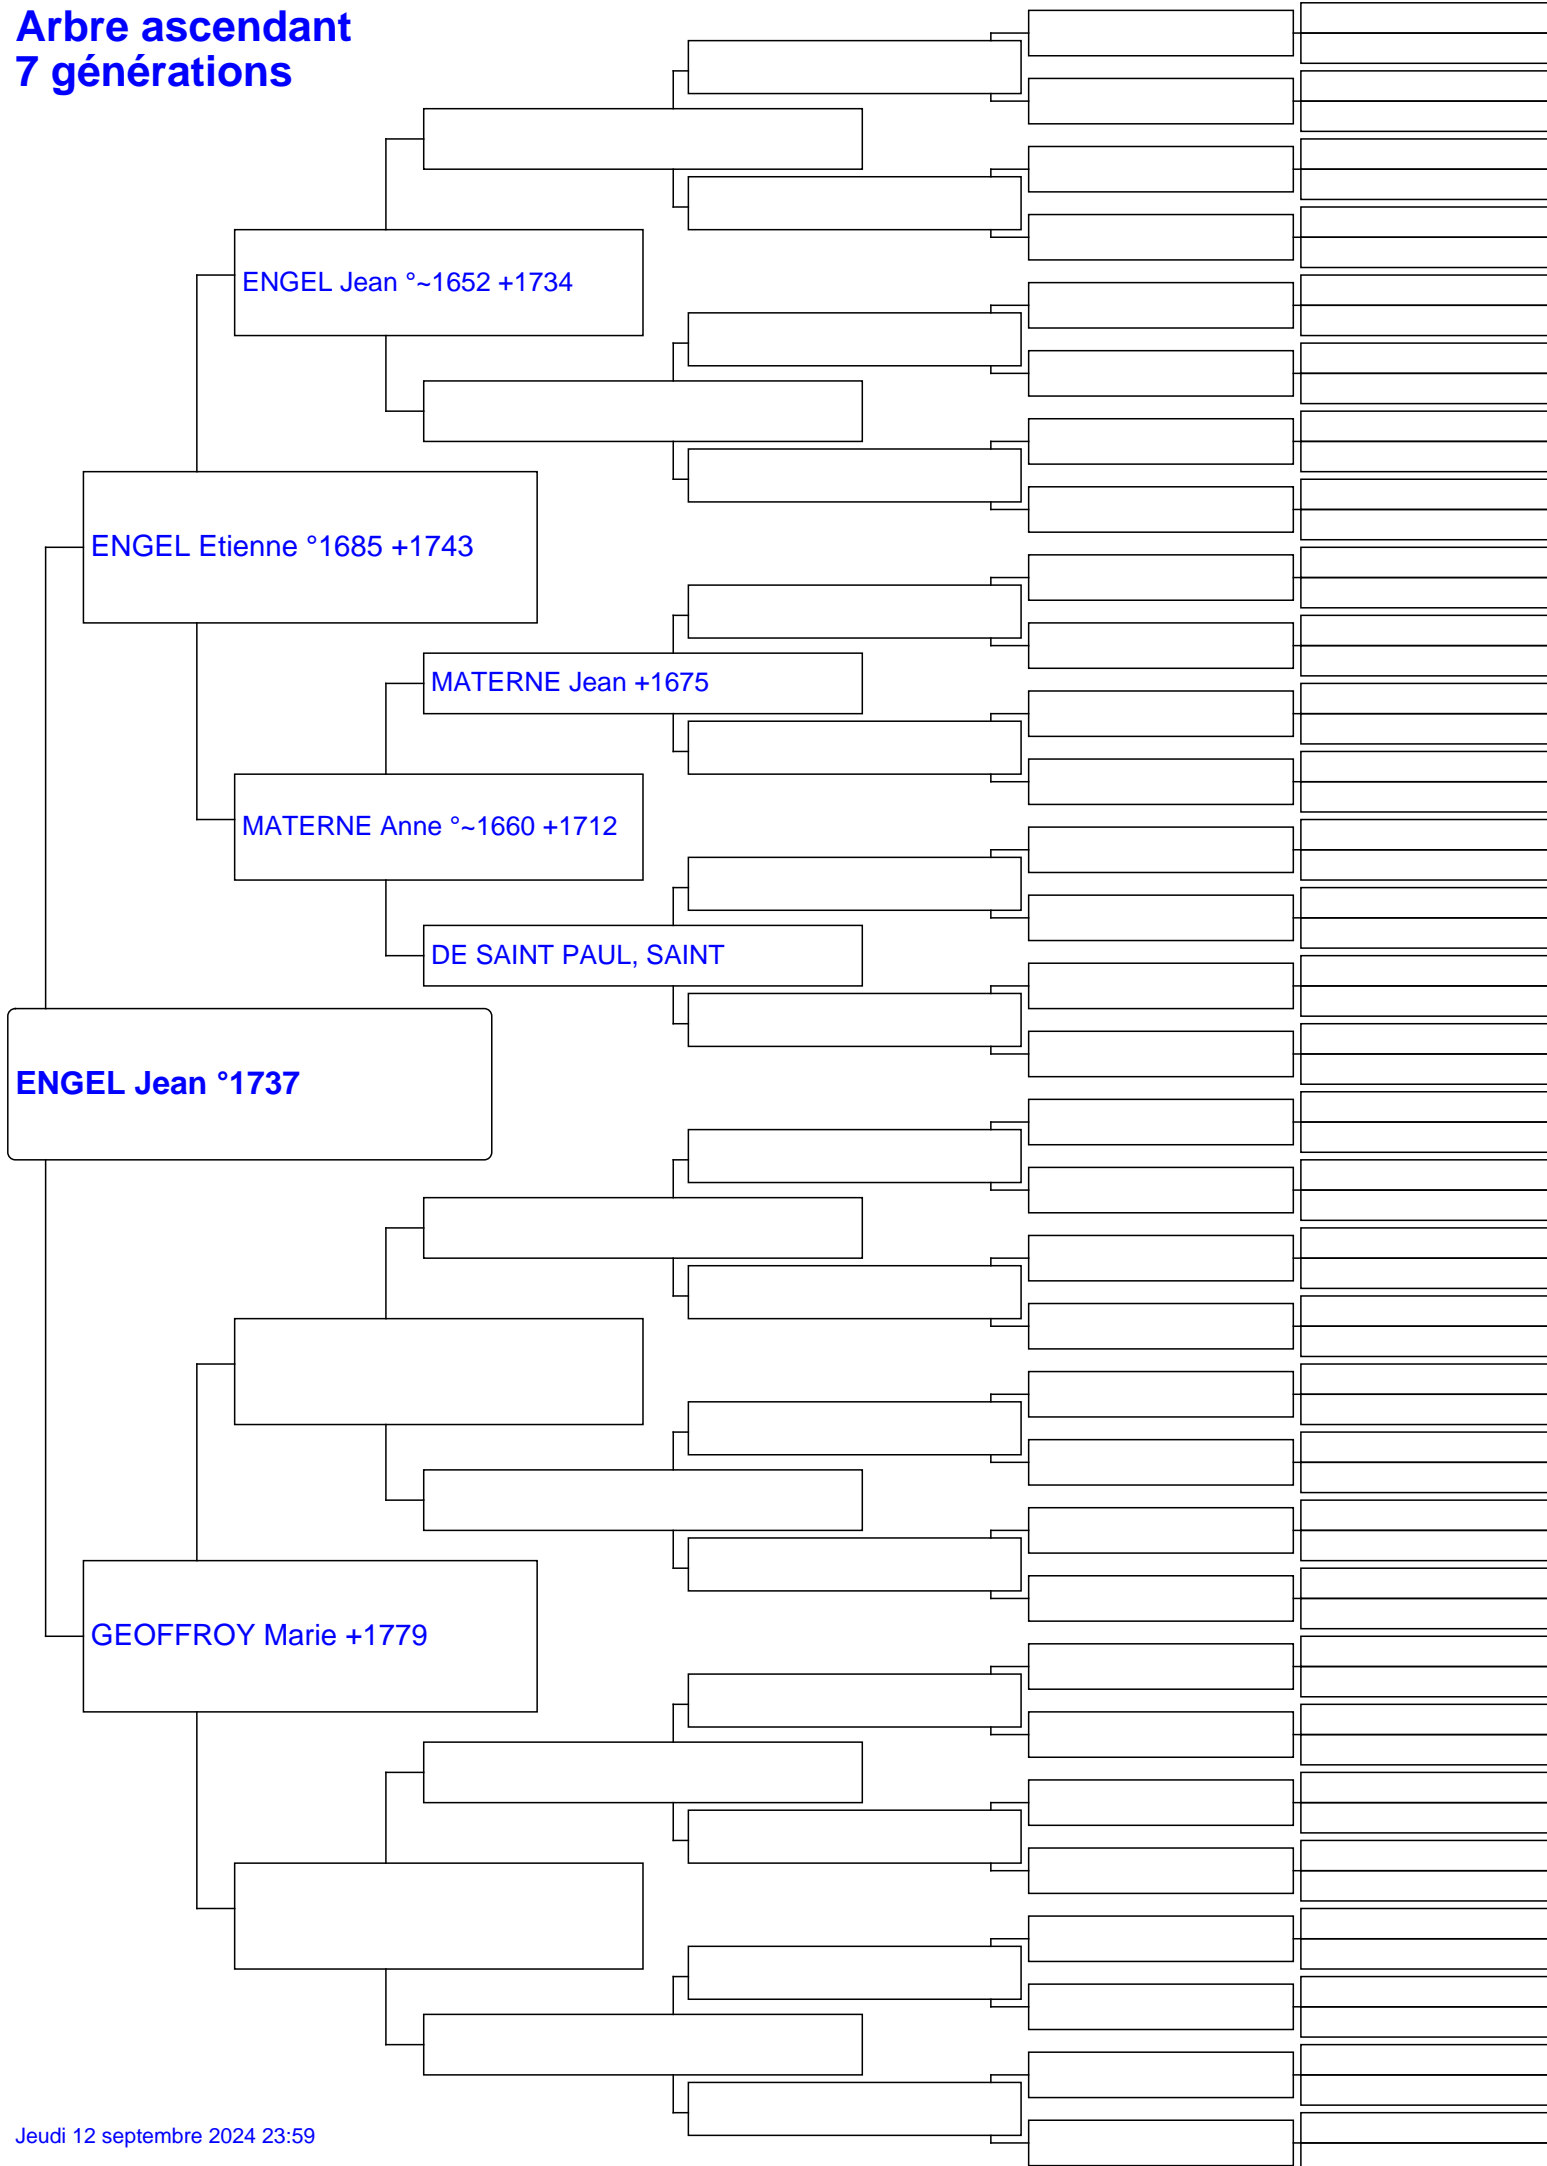 Arbre ascendant
7 générations
ENGEL Jean °~1652 +1734
ENGEL Etienne °1685 +1743
MATERNE Jean +1675
MATERNE Anne °~1660 +1712
DE SAINT PAUL, SAINT
ENGEL Jean °1737
GEOFFROY Marie +1779
Jeudi 12 septembre 2024 23:59